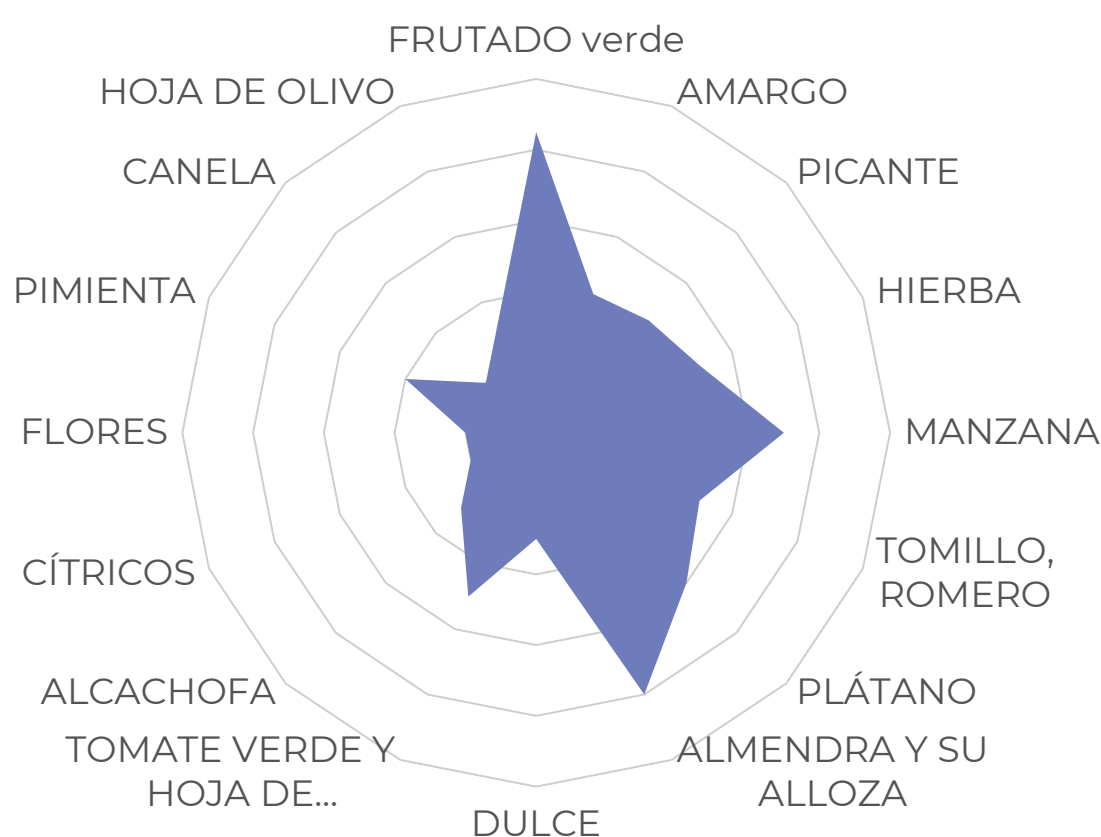 FRUTADO verde
AMARGO
PICANTE
HIERBA
MANZANA
TOMILLO,
ROMERO
PLÁTANO
ALMENDRA Y SU
ALLOZA
DULCE
TOMATE VERDE Y
HOJA DE...
ALCACHOFA
CÍTRICOS
FLORES
PIMIENTA
CANELA
HOJA DE OLIVO